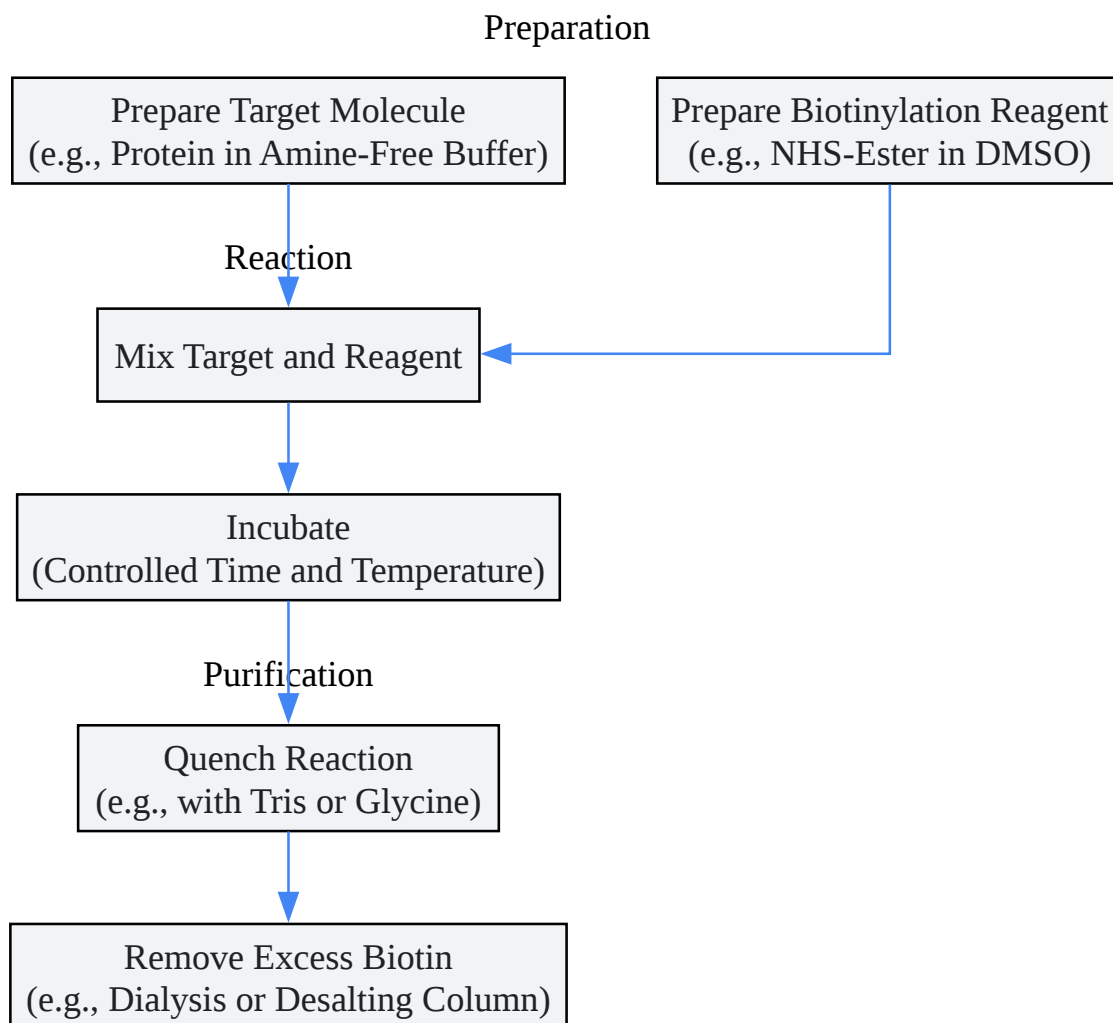 Preparation
Prepare Target Molecule
(e.g., Protein in Amine-Free Buffer)
Prepare Biotinylation Reagent
(e.g., NHS-Ester in DMSO)
Reaction
Mix Target and Reagent
Incubate
(Controlled Time and Temperature)
Purification
Quench Reaction
(e.g., with Tris or Glycine)
Remove Excess Biotin
(e.g., Dialysis or Desalting Column)